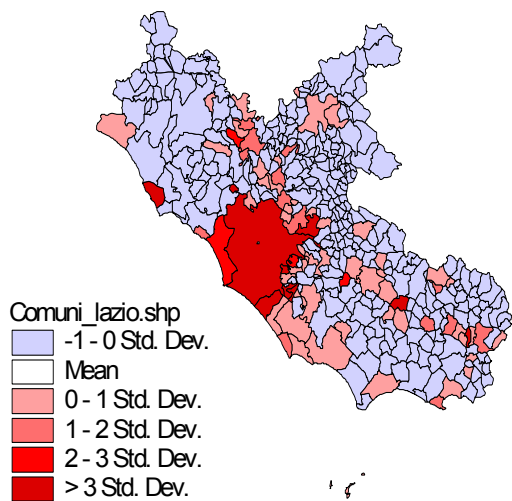 Comuni_lazio.shp
-1 - 0 Std. Dev.
Mean
0 - 1 Std. Dev.
1 - 2 Std. Dev.
2 - 3 Std. Dev.
> 3 Std. Dev.